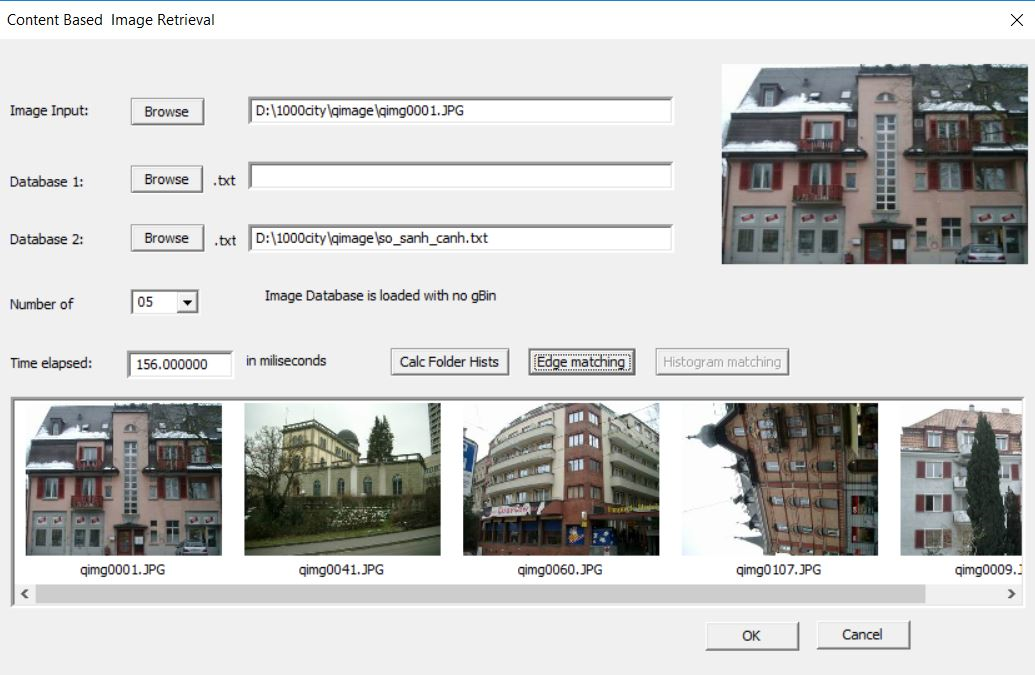 Content Based  Image Retrieval
Image Input: Browse D:\1000city\qimage\qimg0001.JPG
Database 1: Browse .txt
Database 2: Browse .txt D:\1000city\qimage\so_sanh_canh.txt
Number of 05 Image Database is loaded with no gBin
Time elapsed: 156.000000 in miliseconds Calc Folder Hists Edge matching Histogram matching
qimg0001.JPG qimg0041.JPG qimg0060.JPG qimg0107.JPG qimg0009.J
OK Cancel